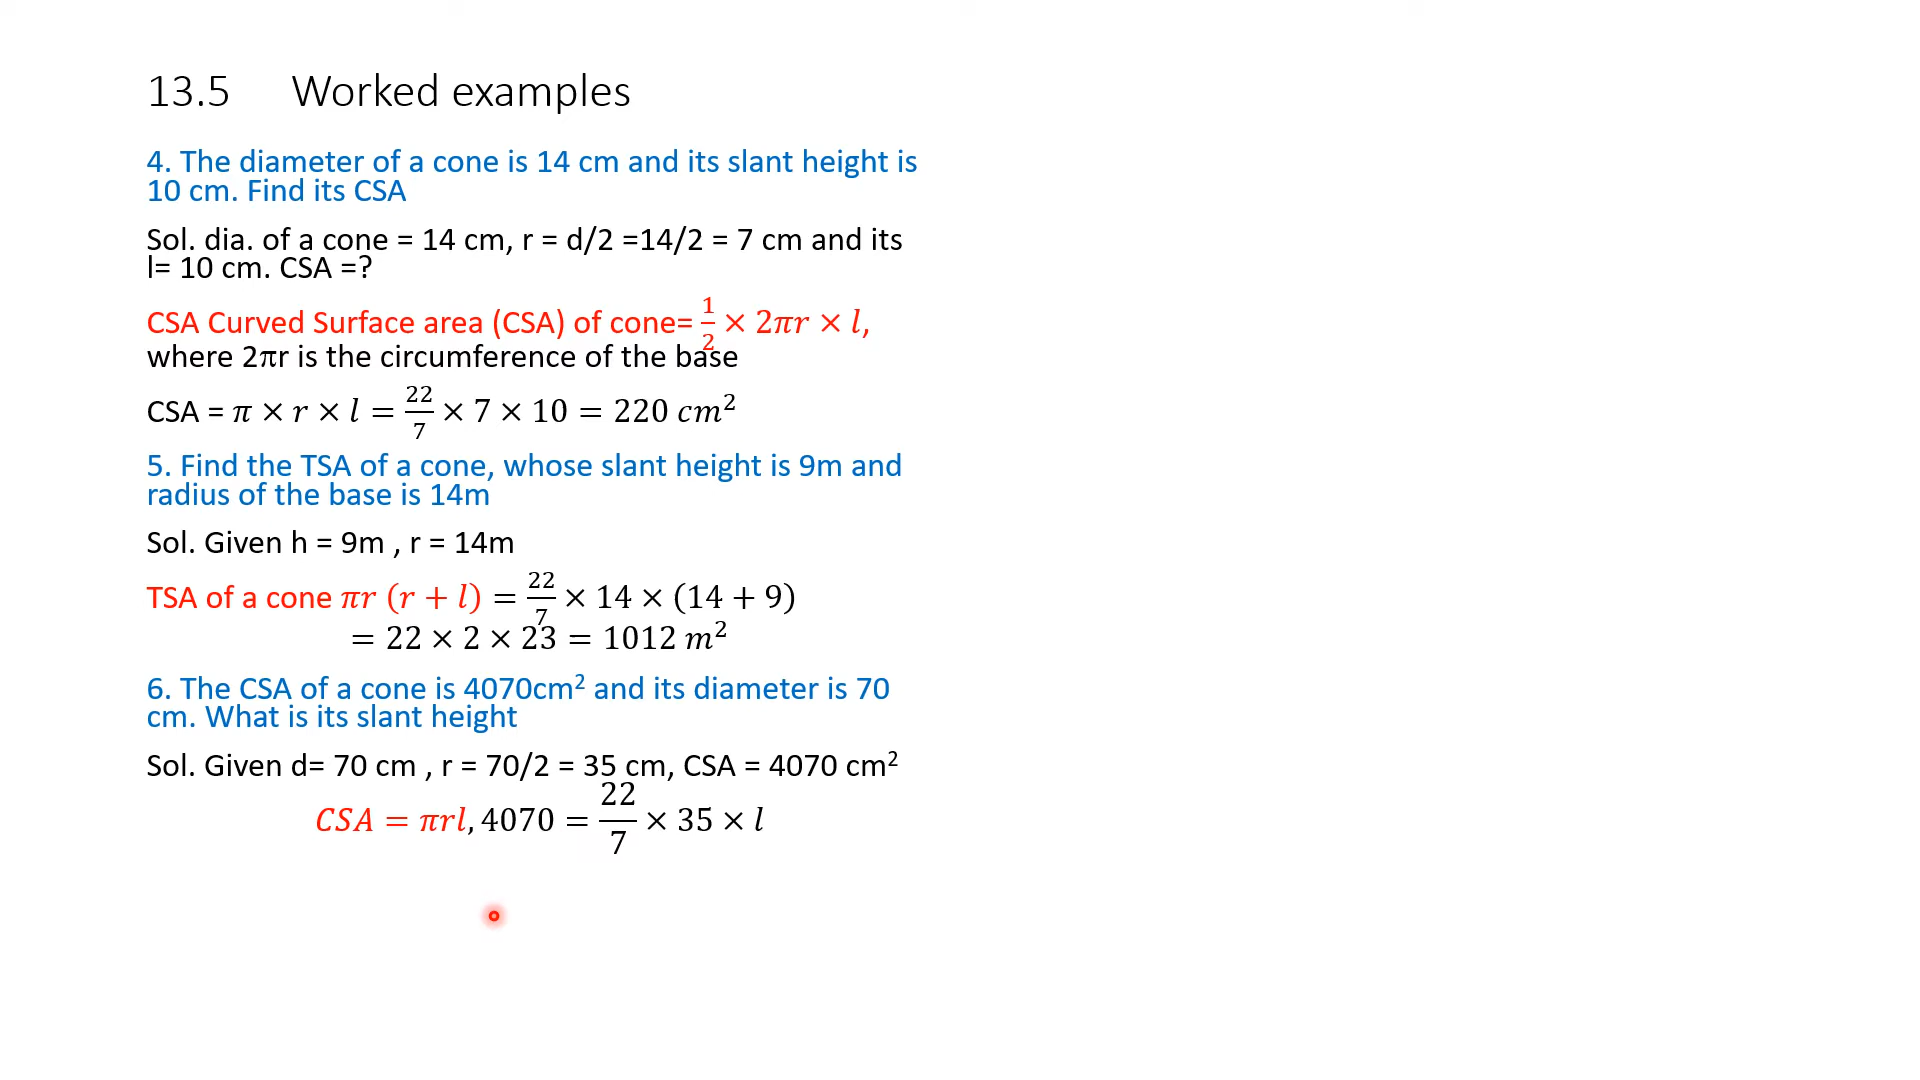 13.5 Worked examples
4. The diameter of a cone is 14 cm and its slant height is
10 cm. Find its CSA
Sol. dia. of a cone = 14 cm, r = d/2 =14/2 = 7 cm and its
l= 10 cm. CSA =?
CSA Curved Surface area (CSA) of cone= 1/2 × 2πr × l,
where 2πr is the circumference of the base
CSA = π × r × l = 22/7 × 7 × 10 = 220 cm²
5. Find the TSA of a cone, whose slant height is 9m and
radius of the base is 14m
Sol. Given h = 9m , r = 14m
TSA of a cone πr (r + l) = 22/7 × 14 × (14 + 9)
= 22 × 2 × 23 = 1012 m²
6. The CSA of a cone is 4070cm² and its diameter is 70
cm. What is its slant height
Sol. Given d= 70 cm , r = 70/2 = 35 cm, CSA = 4070 cm²
CSA = πrl, 4070 = 22/7 × 35 × l